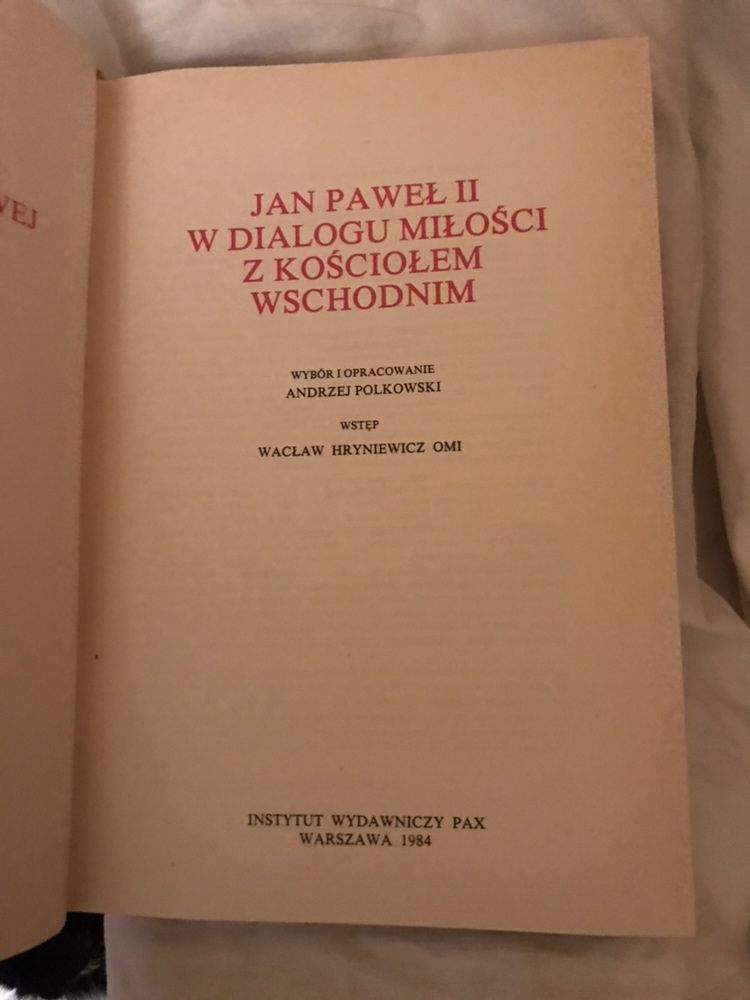 JAN PAWEŁ II
W DIALOGU MIŁOŚCI
Z KOŚCIOŁEM
WSCHODNIM
WYBÓR I OPRACOWANIE
ANDRZEJ POLKOWSKI
WSTĘP
WACŁAW HRYNIEWICZ OMI
INSTYTUT WYDAWNICZY PAX
WARSZAWA 1984